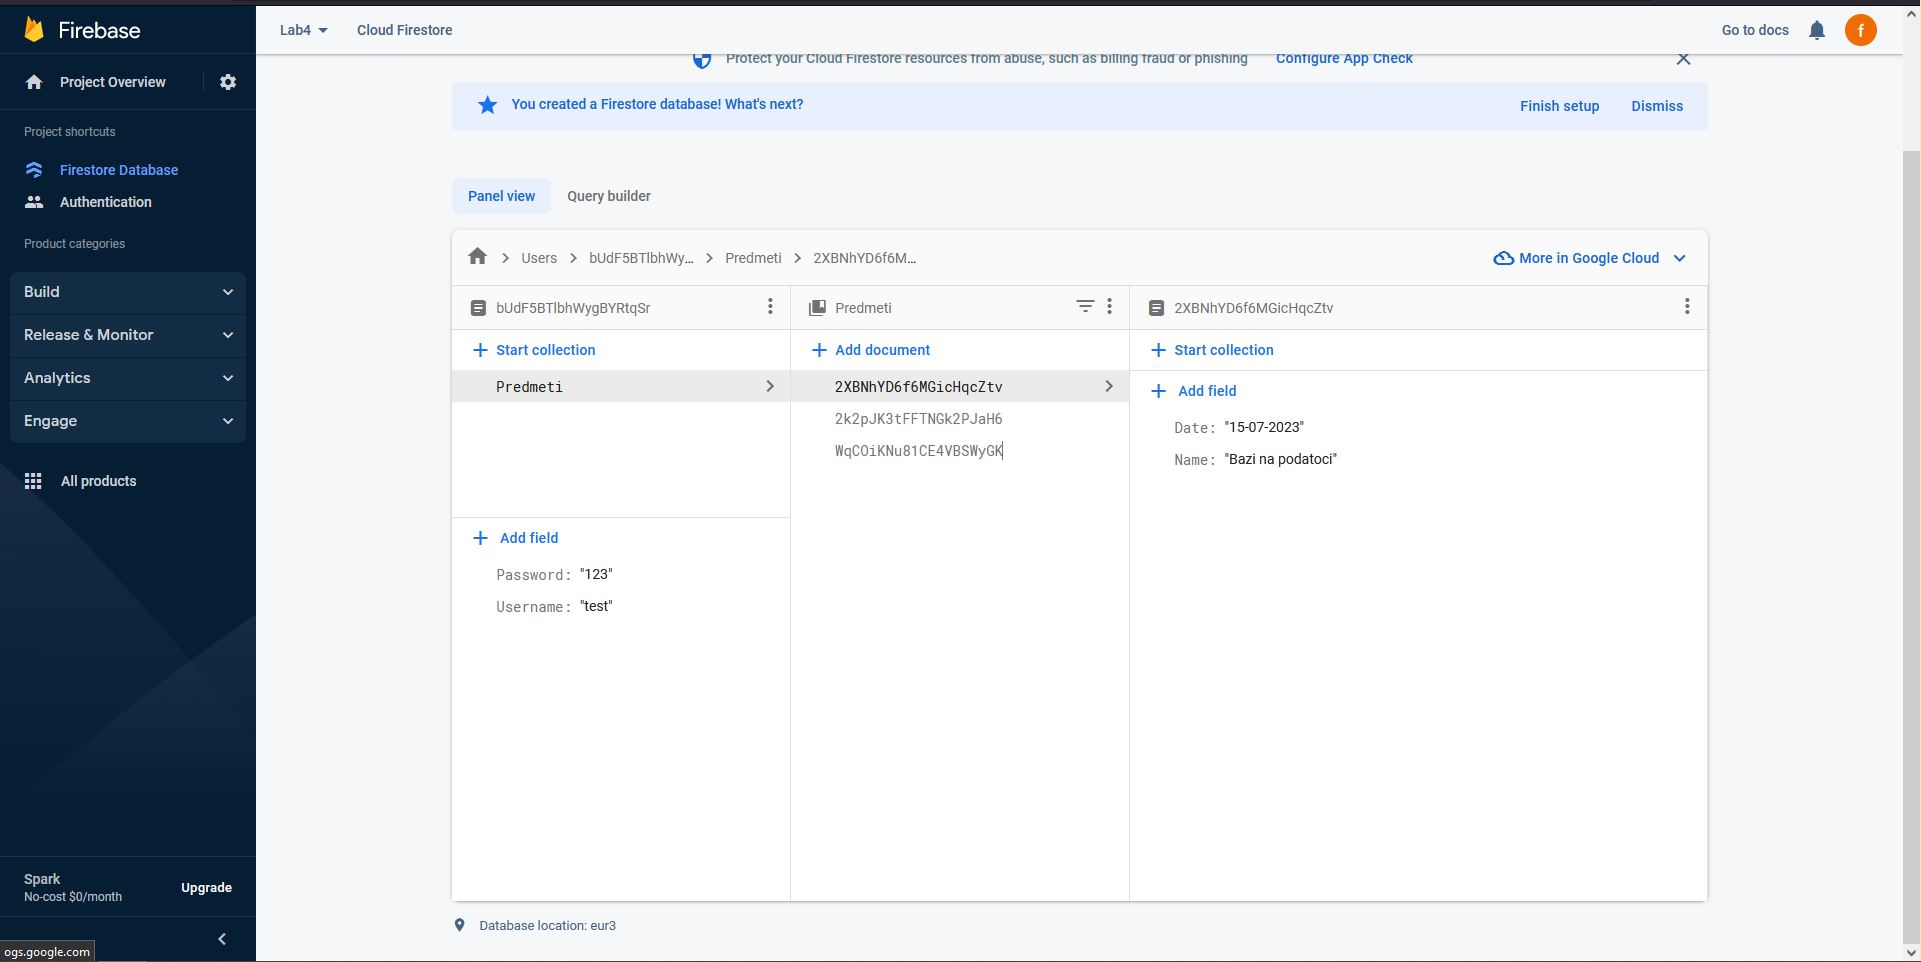 Firebase
Lab4
Cloud Firestore
Go to docs
f
Project Overview
Protect your Cloud Firestore resources from abuse, such as billing fraud or phishing
Configure App Check
You created a Firestore database! What's next?
Finish setup
Dismiss
Project shortcuts
Firestore Database
Authentication
Product categories
Build
Release & Monitor
Analytics
Engage
All products
Panel view
Query builder
Users
bUdF5BTlbhWy...
Predmeti
2XBNhYD6f6M...
More in Google Cloud
bUdF5BTlbhWygBYRtqSr
Start collection
Predmeti
Add field
Password: "123"
Username: "test"
Predmeti
Add document
2XBNhYD6f6MGicHqcZtv
2k2pJK3tFFTNGk2PJaH6
WqCOiKNu81CE4VBSWyGK
2XBNhYD6f6MGicHqcZtv
Start collection
Add field
Date: "15-07-2023"
Name: "Bazi na podatoci"
Spark
No-cost $0/month
Upgrade
Database location: eur3
ogs.google.com